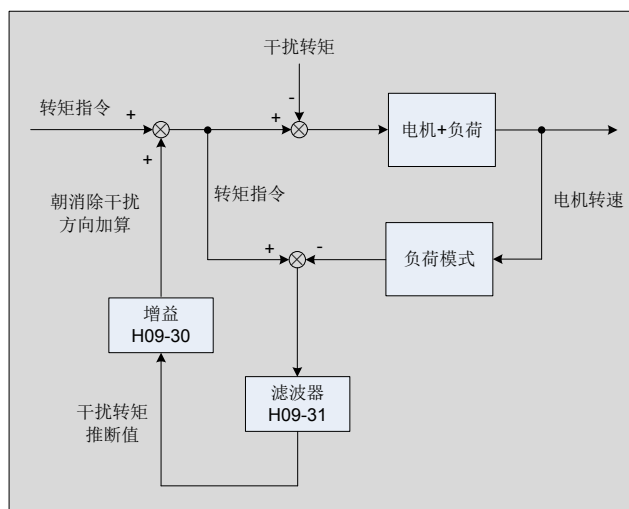 干扰转矩
-
转矩指令
+
+
+
电机+负荷
朝消除干扰
方向加算
转矩指令
电机转速
+
-
负荷模式
增益
H09-30
滤波器
H09-31
干扰转矩
推断值